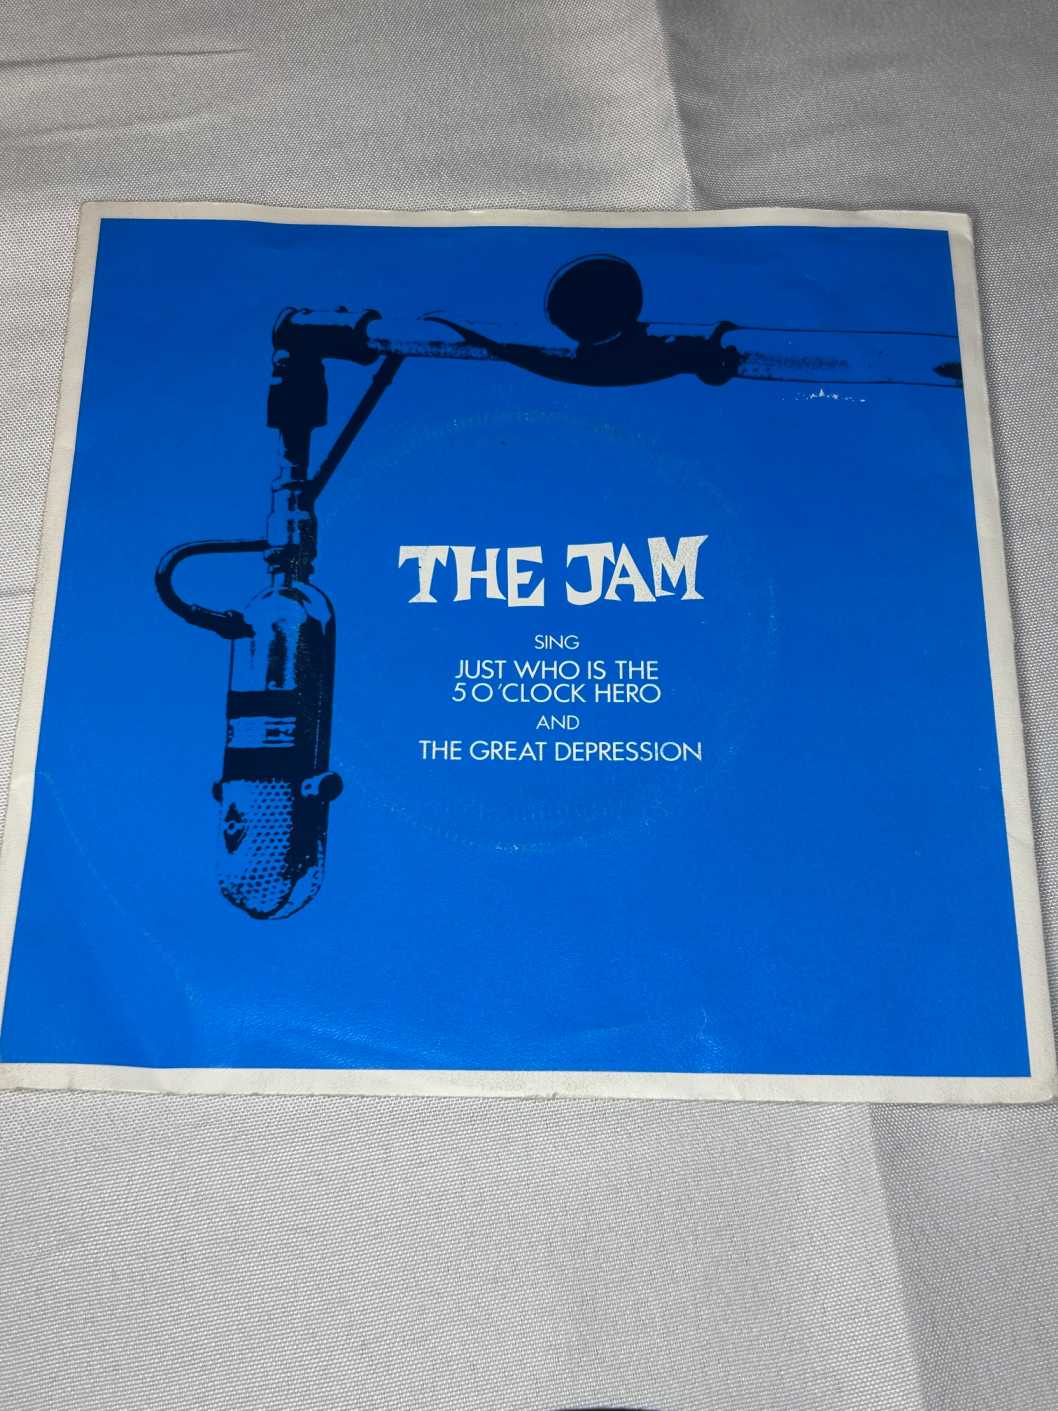 THE JAM
SING
JUST WHO IS THE
5 O'CLOCK HERO
AND
THE GREAT DEPRESSION